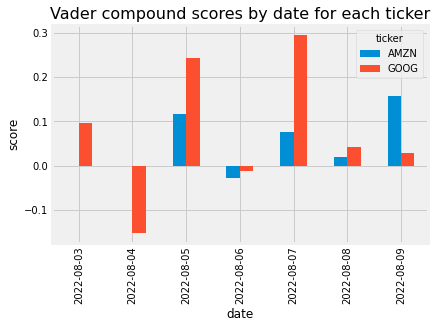 Vader compound scores by date for each ticker
ticker
AMZN
GOOG
score
0.3
0.2
0.1
0.0
−0.1
2022-08-03
2022-08-04
2022-08-05
2022-08-06
2022-08-07
2022-08-08
2022-08-09
date